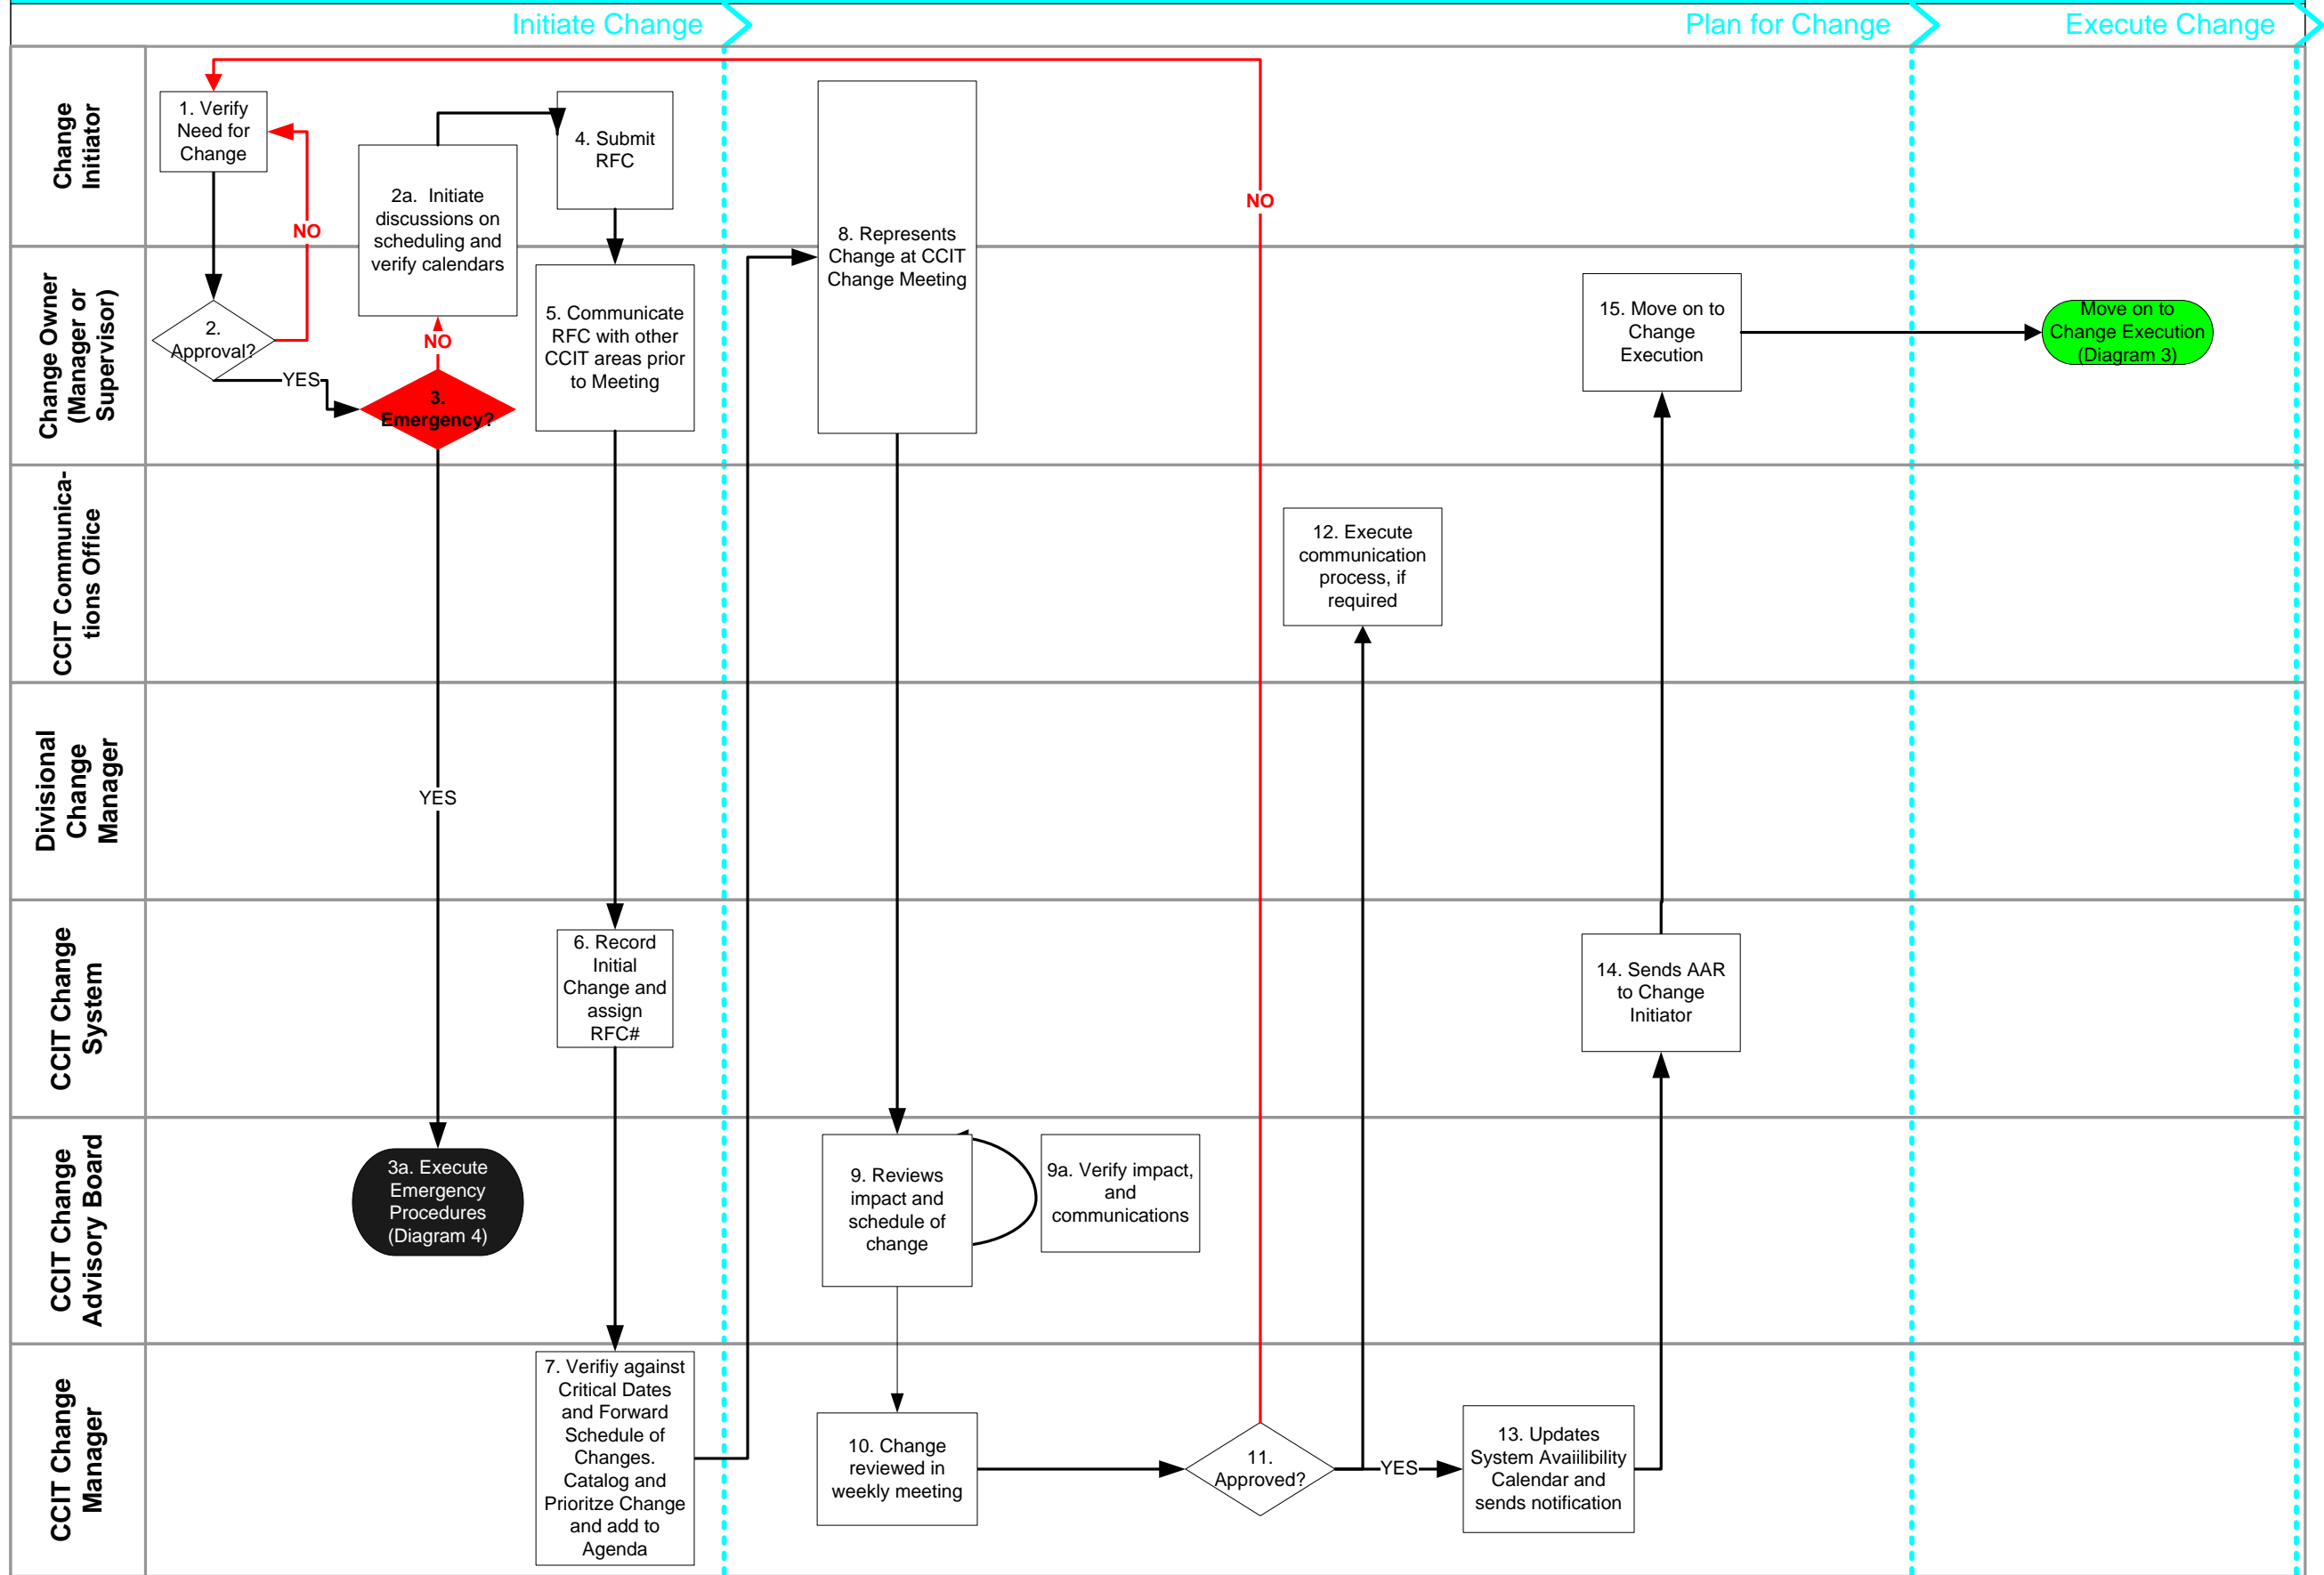 Initiate Change
Plan for Change
Execute Change
Change
Initiator
1. Verify
Need for
Change
NO
2a.  Initiate
discussions on
scheduling and
verify calendars
4. Submit
RFC
8. Represents
Change at CCIT
Change Meeting
NO
Change Owner
(Manager or
Supervisor)
2.
Approval?
YES
NO
3.
Emergency?
5. Communicate
RFC with other
CCIT areas prior
to Meeting
15. Move on to
Change
Execution
Move on to
Change Execution
(Diagram 3)
CCIT Communica-
tions Office
12. Execute
communication
process, if
required
Divisional
Change
Manager
YES
CCIT Change
System
6. Record
Initial
Change and
assign
RFC#
14. Sends AAR
to Change
Initiator
CCIT Change
Advisory Board
3a. Execute
Emergency
Procedures
(Diagram 4)
9. Reviews
impact and
schedule of
change
9a. Verify impact,
and
communications
CCIT Change
Manager
7. Verifiy against
Critical Dates
and Forward
Schedule of
Changes.
Catalog and
Prioritze Change
and add to
Agenda
10. Change
reviewed in
weekly meeting
11.
Approved?
YES
13. Updates
System Avaiilibility
Calendar and
sends notification